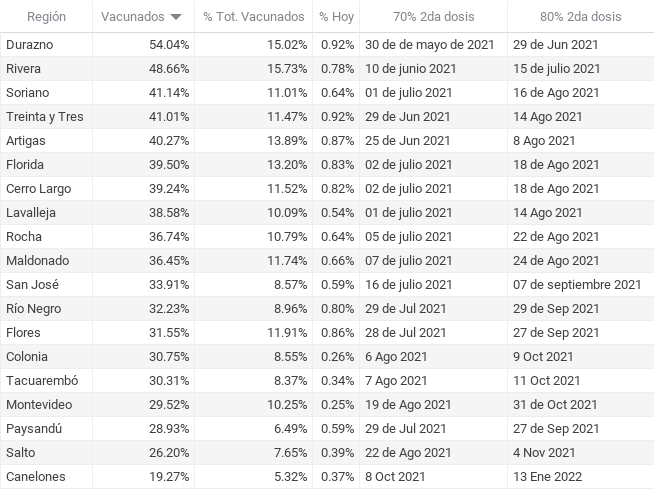 Región Vacunados % Tot. Vacunados % Hoy 70% 2da dosis 80% 2da dosis
Durazno 54.04% 15.02% 0.92% 30 de de mayo de 2021 29 de Jun 2021
Rivera 48.66% 15.73% 0.78% 10 de junio 2021 15 de julio 2021
Soriano 41.14% 11.01% 0.64% 01 de julio 2021 16 de Ago 2021
Treinta y Tres 41.01% 11.47% 0.92% 29 de Jun 2021 14 Ago 2021
Artigas 40.27% 13.89% 0.87% 25 de Jun 2021 8 Ago 2021
Florida 39.50% 13.20% 0.83% 02 de julio 2021 18 de Ago 2021
Cerro Largo 39.24% 11.52% 0.82% 02 de julio 2021 18 de Ago 2021
Lavalleja 38.58% 10.09% 0.54% 01 de julio 2021 14 Ago 2021
Rocha 36.74% 10.79% 0.64% 05 de julio 2021 22 de Ago 2021
Maldonado 36.45% 11.74% 0.66% 07 de julio 2021 24 de Ago 2021
San José 33.91% 8.57% 0.59% 16 de julio 2021 07 de septiembre 2021
Río Negro 32.23% 8.96% 0.80% 29 de Jul 2021 29 de Sep 2021
Flores 31.55% 11.91% 0.86% 28 de Jul 2021 27 de Sep 2021
Colonia 30.75% 8.55% 0.26% 6 Ago 2021 9 Oct 2021
Tacuarembó 30.31% 8.37% 0.34% 7 Ago 2021 11 Oct 2021
Montevideo 29.52% 10.25% 0.25% 19 de Ago 2021 31 de Oct 2021
Paysandú 28.93% 6.49% 0.59% 29 de Jul 2021 27 de Sep 2021
Salto 26.20% 7.65% 0.39% 22 de Ago 2021 4 Nov 2021
Canelones 19.27% 5.32% 0.37% 8 Oct 2021 13 Ene 2022